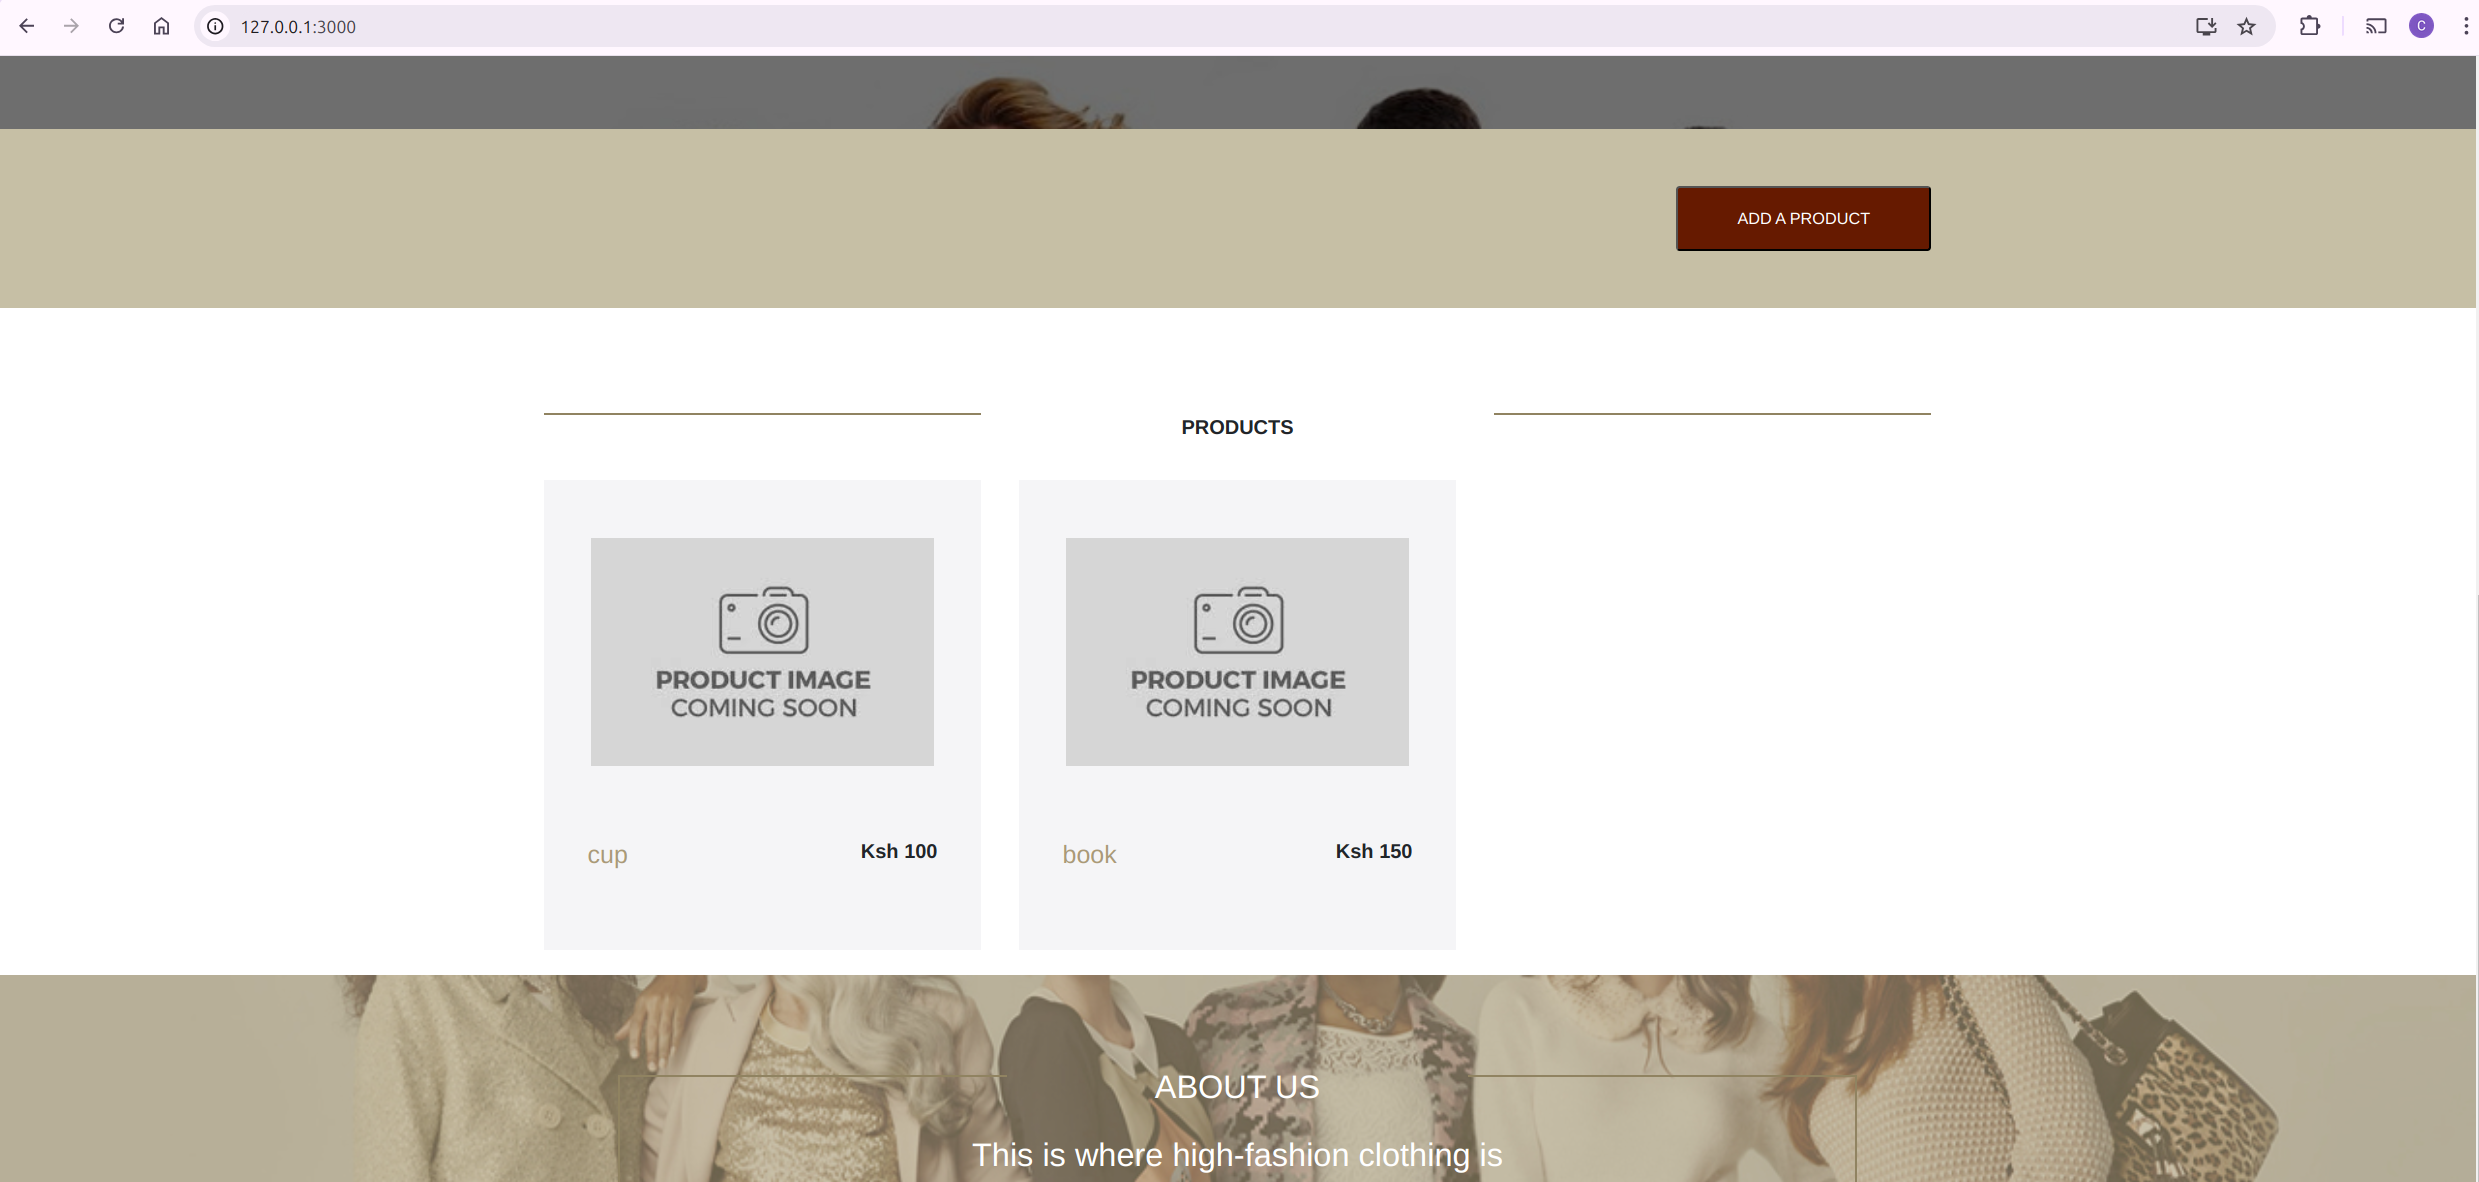 127.0.0.1:3000
C
ADD A PRODUCT
PRODUCTS
PRODUCT IMAGE
COMING SOON
PRODUCT IMAGE
COMING SOON
cup
Ksh 100
book
Ksh 150
ABOUT US
This is where high-fashion clothing is